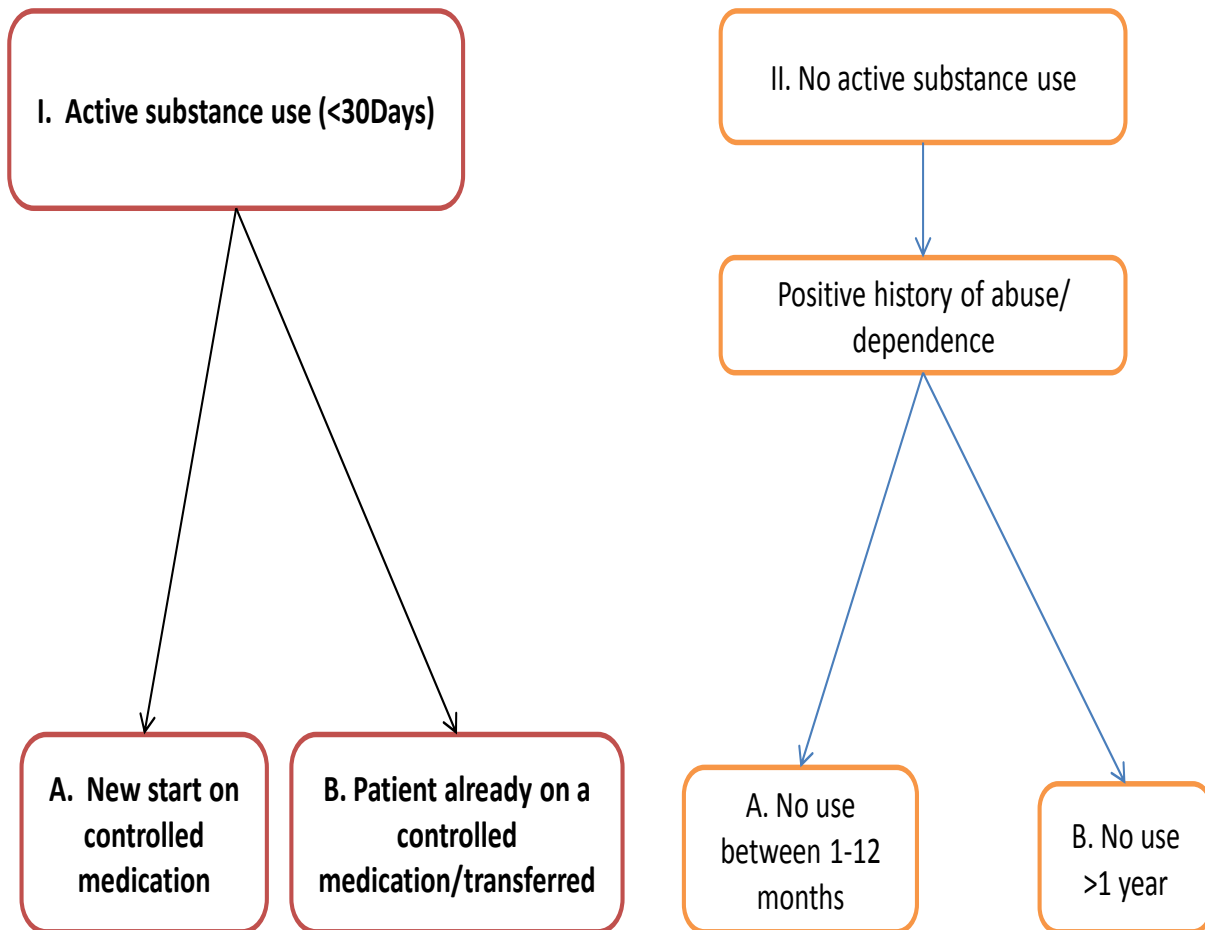 I. Active substance use (<30Days)
II. No active substance use
Positive history of abuse/
dependence
A. New start on
controlled
medication
B. Patient already on a
controlled
medication/transferred
A. No use
between 1-12
months
B. No use
>1 year